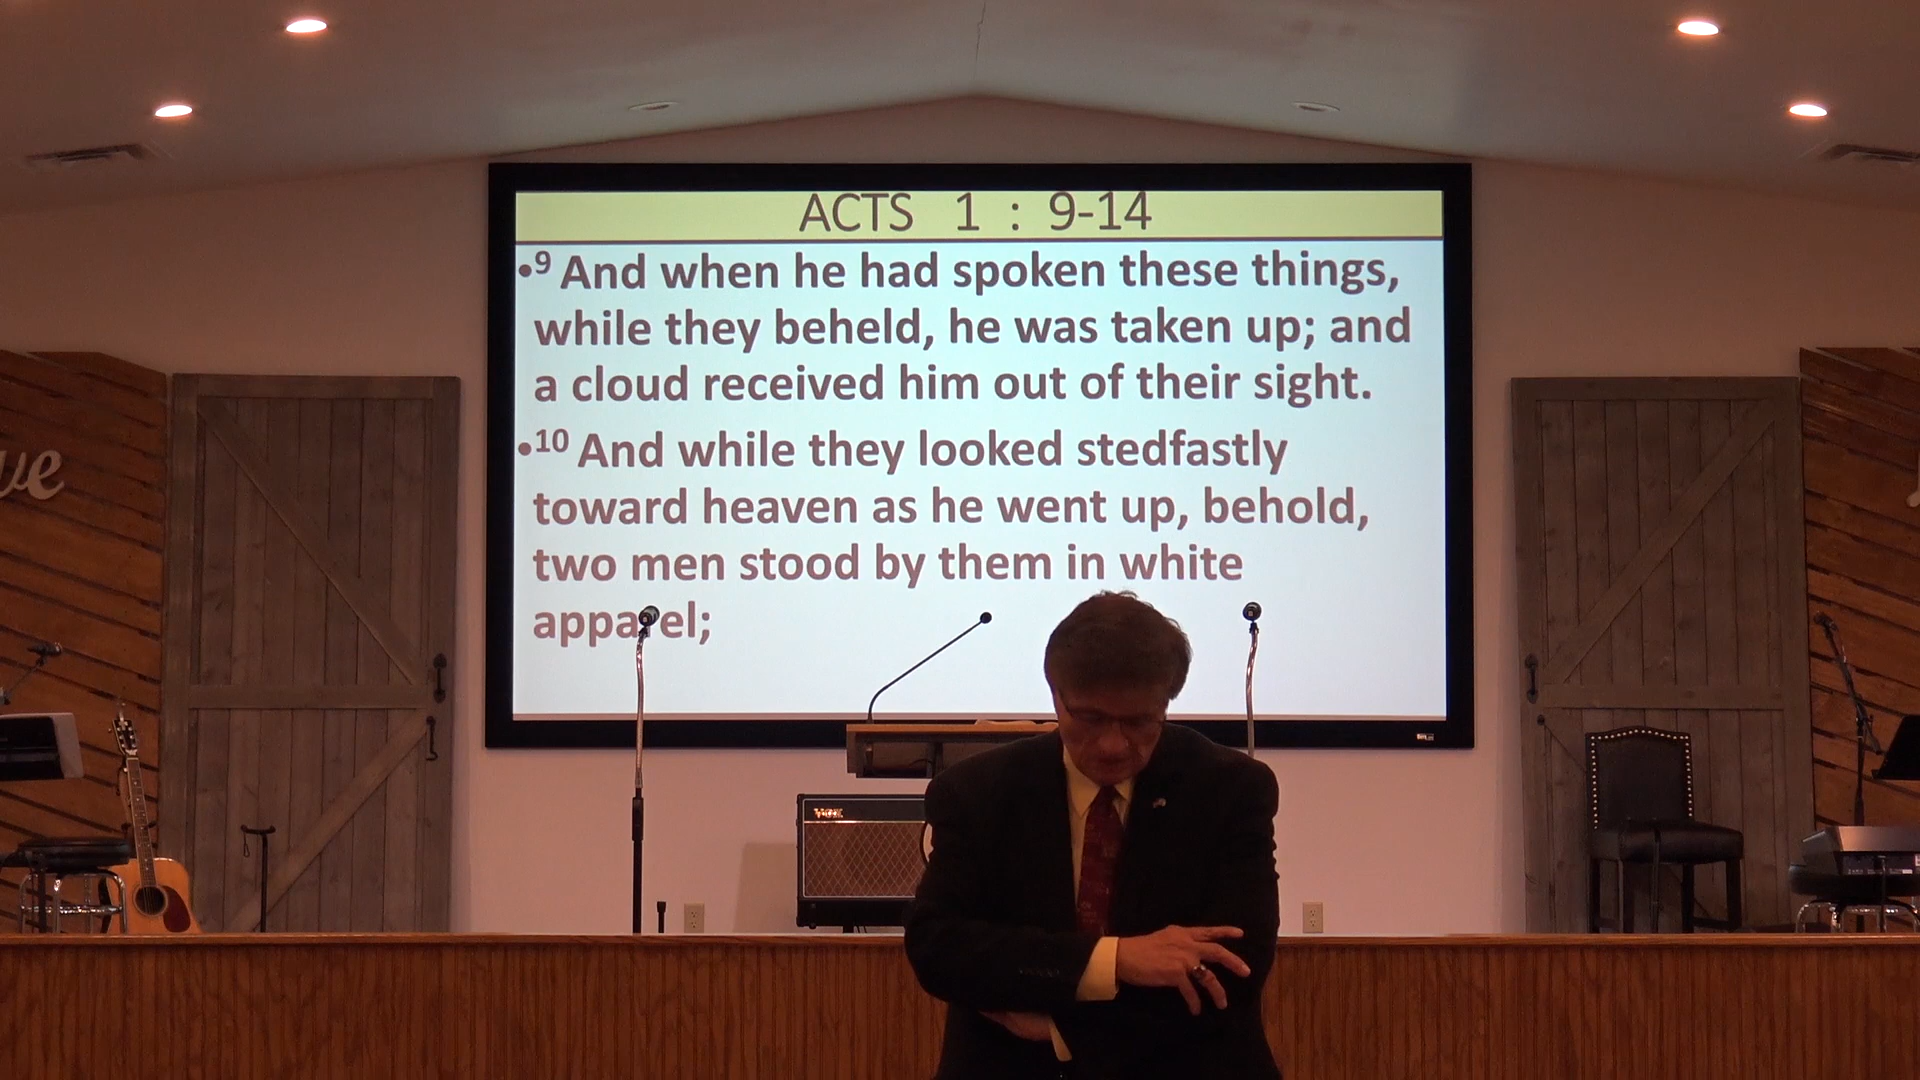 ACTS 1 : 9-14
•9 And when he had spoken these things,
while they beheld, he was taken up; and
a cloud received him out of their sight.
•10 And while they looked stedfastly
toward heaven as he went up, behold,
two men stood by them in white
apparel;
ve
VOX